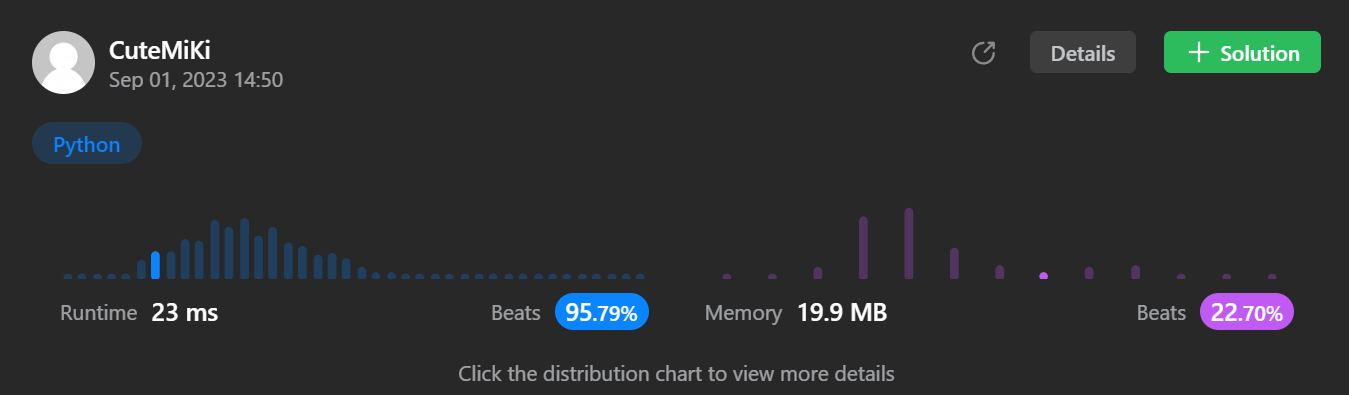 CuteMiKi
Sep 01, 2023 14:50
Details
Solution
Python
Runtime 23 ms Beats 95.79%
Memory 19.9 MB Beats 22.70%
Click the distribution chart to view more details